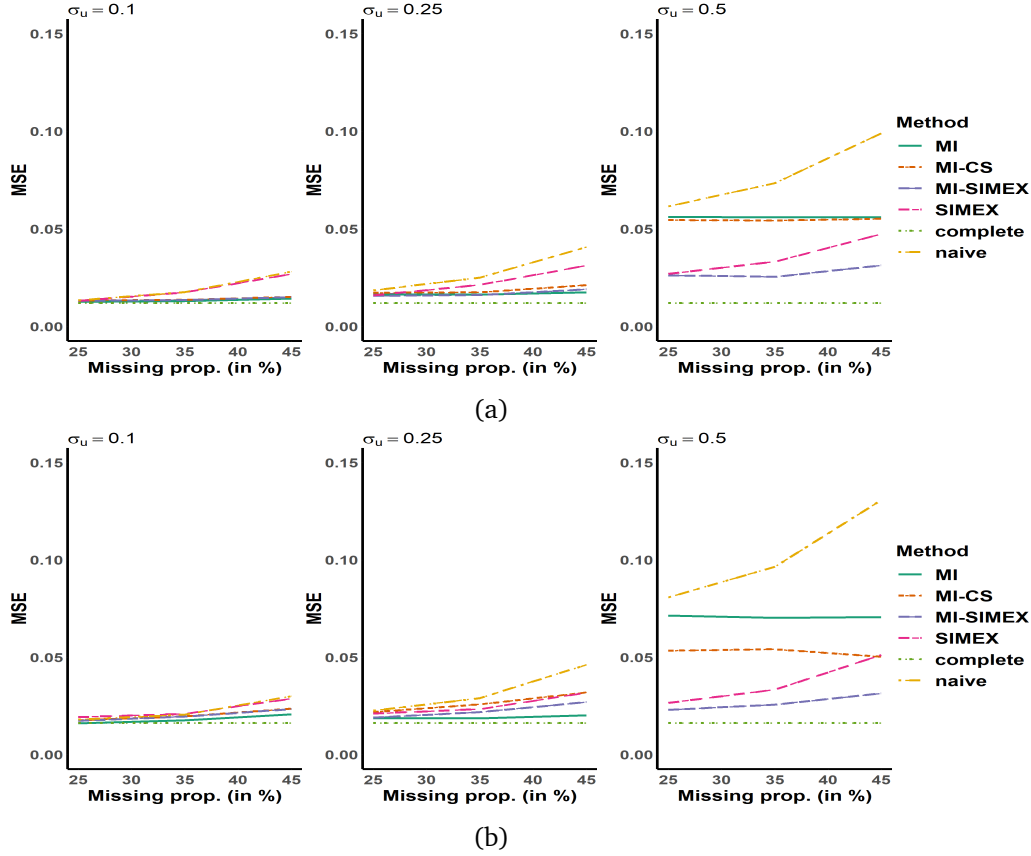 σu = 0.1
σu = 0.25
σu = 0.5
0.15
0.10
0.05
0.00
MSE
25 30 35 40 45
Missing prop. (in %)
0.15
0.10
0.05
0.00
MSE
25 30 35 40 45
Missing prop. (in %)
0.15
0.10
0.05
0.00
MSE
25 30 35 40 45
Missing prop. (in %)
Method
MI
MI-CS
MI-SIMEX
SIMEX
complete
naive
(a)
σu = 0.1
σu = 0.25
σu = 0.5
0.15
0.10
0.05
0.00
MSE
25 30 35 40 45
Missing prop. (in %)
0.15
0.10
0.05
0.00
MSE
25 30 35 40 45
Missing prop. (in %)
0.15
0.10
0.05
0.00
MSE
25 30 35 40 45
Missing prop. (in %)
Method
MI
MI-CS
MI-SIMEX
SIMEX
complete
naive
(b)